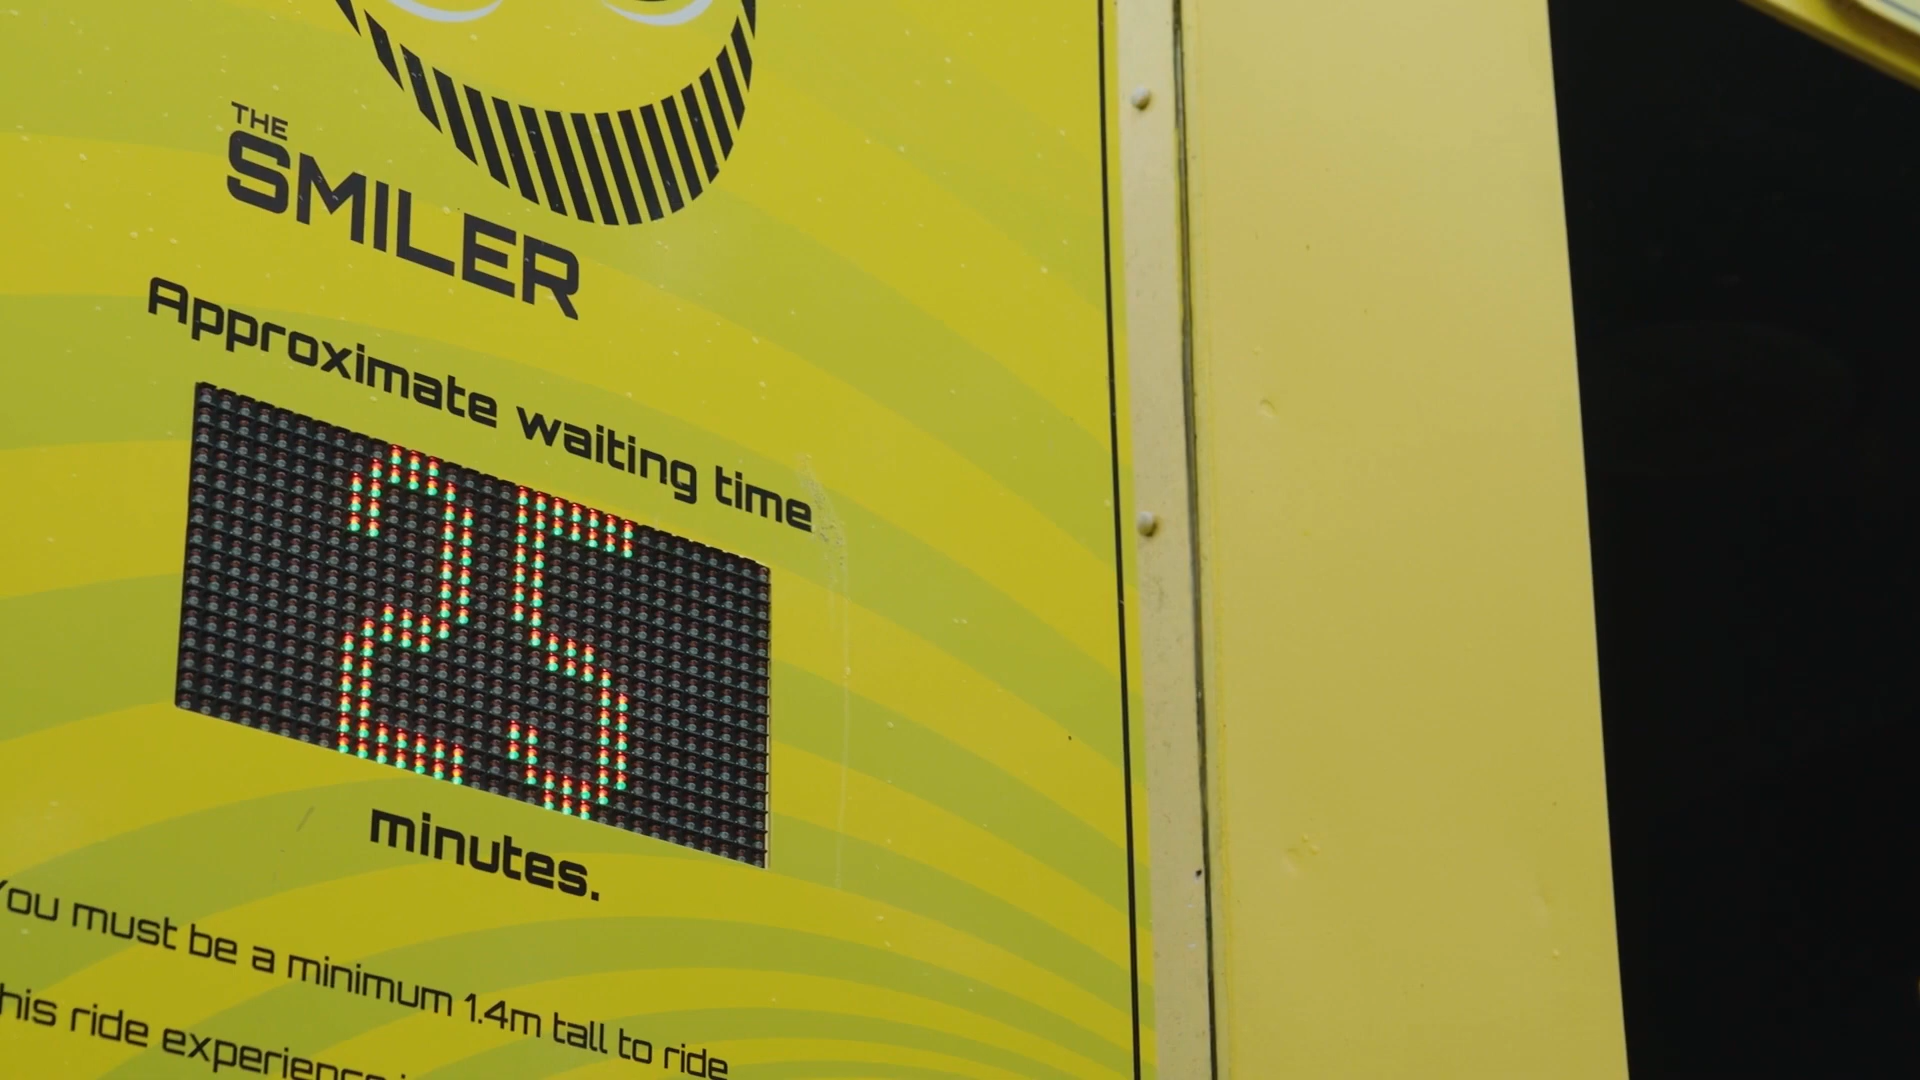 THE
SMILER
Approximate waiting time
25
minutes.
You must be a minimum 1.4m tall to ride
this ride experience